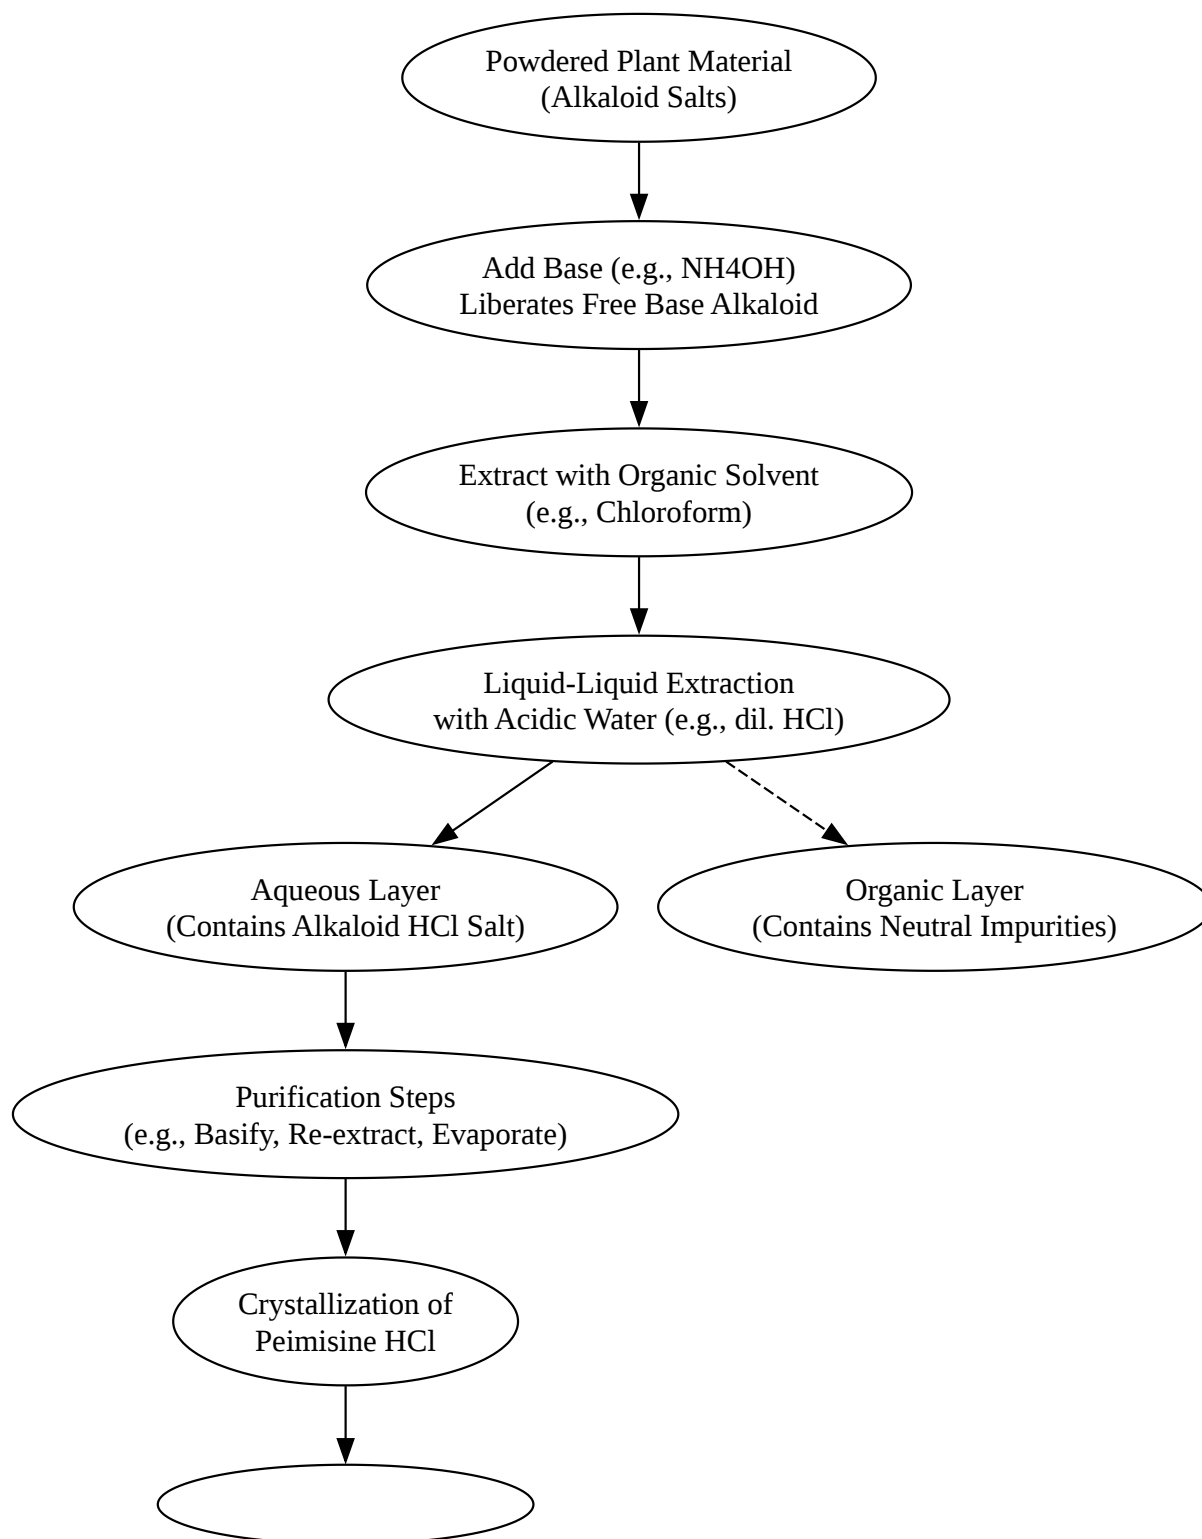 Powdered Plant Material
(Alkaloid Salts)
Add Base (e.g., NH4OH)
Liberates Free Base Alkaloid
Extract with Organic Solvent
(e.g., Chloroform)
Liquid-Liquid Extraction
with Acidic Water (e.g., dil. HCl)
Aqueous Layer
(Contains Alkaloid HCl Salt)
Organic Layer
(Contains Neutral Impurities)
Purification Steps
(e.g., Basify, Re-extract, Evaporate)
Crystallization of
Peimisine HCl